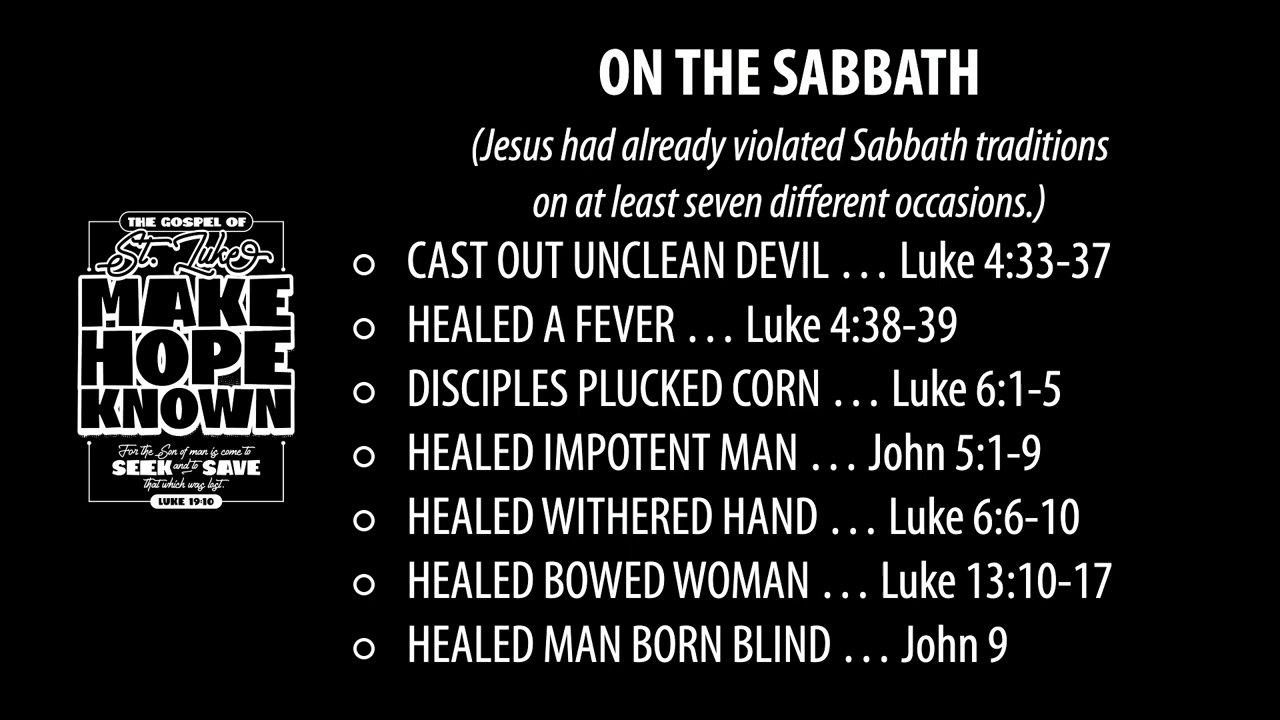 ON THE SABBATH
(Jesus had already violated Sabbath traditions
on at least seven different occasions.)
THE GOSPEL OF
St. Luke
MAKE
HOPE
KNOWN
For the Son of man is come to
SEEK and to SAVE
that which was lost.
LUKE 19:10
○ CAST OUT UNCLEAN DEVIL ... Luke 4:33-37
○ HEALED A FEVER ... Luke 4:38-39
○ DISCIPLES PLUCKED CORN ... Luke 6:1-5
○ HEALED IMPOTENT MAN ... John 5:1-9
○ HEALED WITHERED HAND ... Luke 6:6-10
○ HEALED BOWED WOMAN ... Luke 13:10-17
○ HEALED MAN BORN BLIND ... John 9